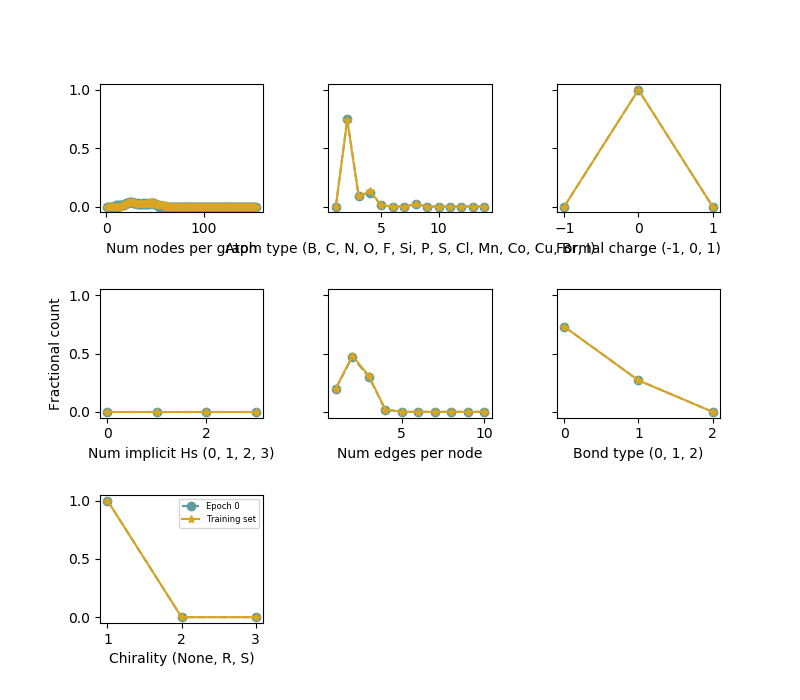 1.0
0.5
0.0
0 100
5 10
−1 0 1
Num nodes per graph
Atom type (B, C, N, O, F, Si, P, S, Cl, Mn, Co, Cu, Br, I)
Formal charge (-1, 0, 1)
Fractional count
1.0
0.5
0.0
0 2
5 10
0 1 2
Num implicit Hs (0, 1, 2, 3)
Num edges per node
Bond type (0, 1, 2)
1.0
0.5
0.0
Epoch 0
Training set
1 2 3
Chirality (None, R, S)